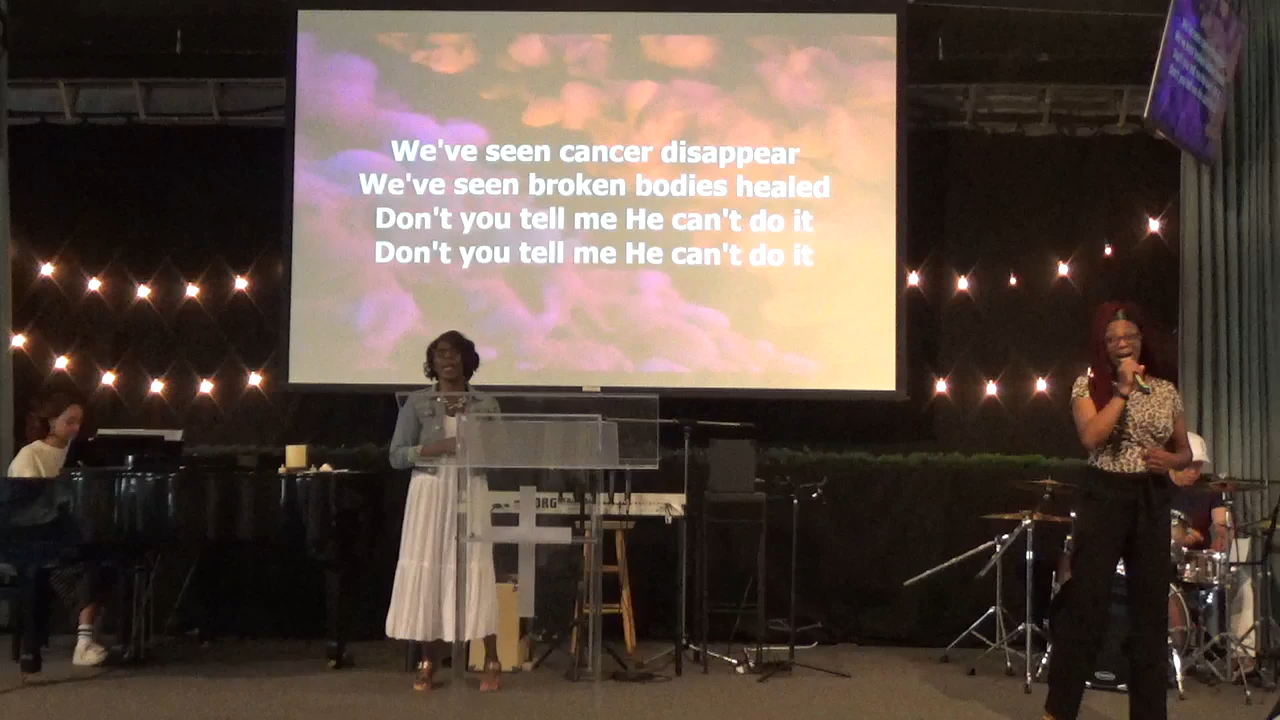 We've seen cancer disappear
We've seen broken bodies healed
Don't you tell me He can't do it
Don't you tell me He can't do it
KORG